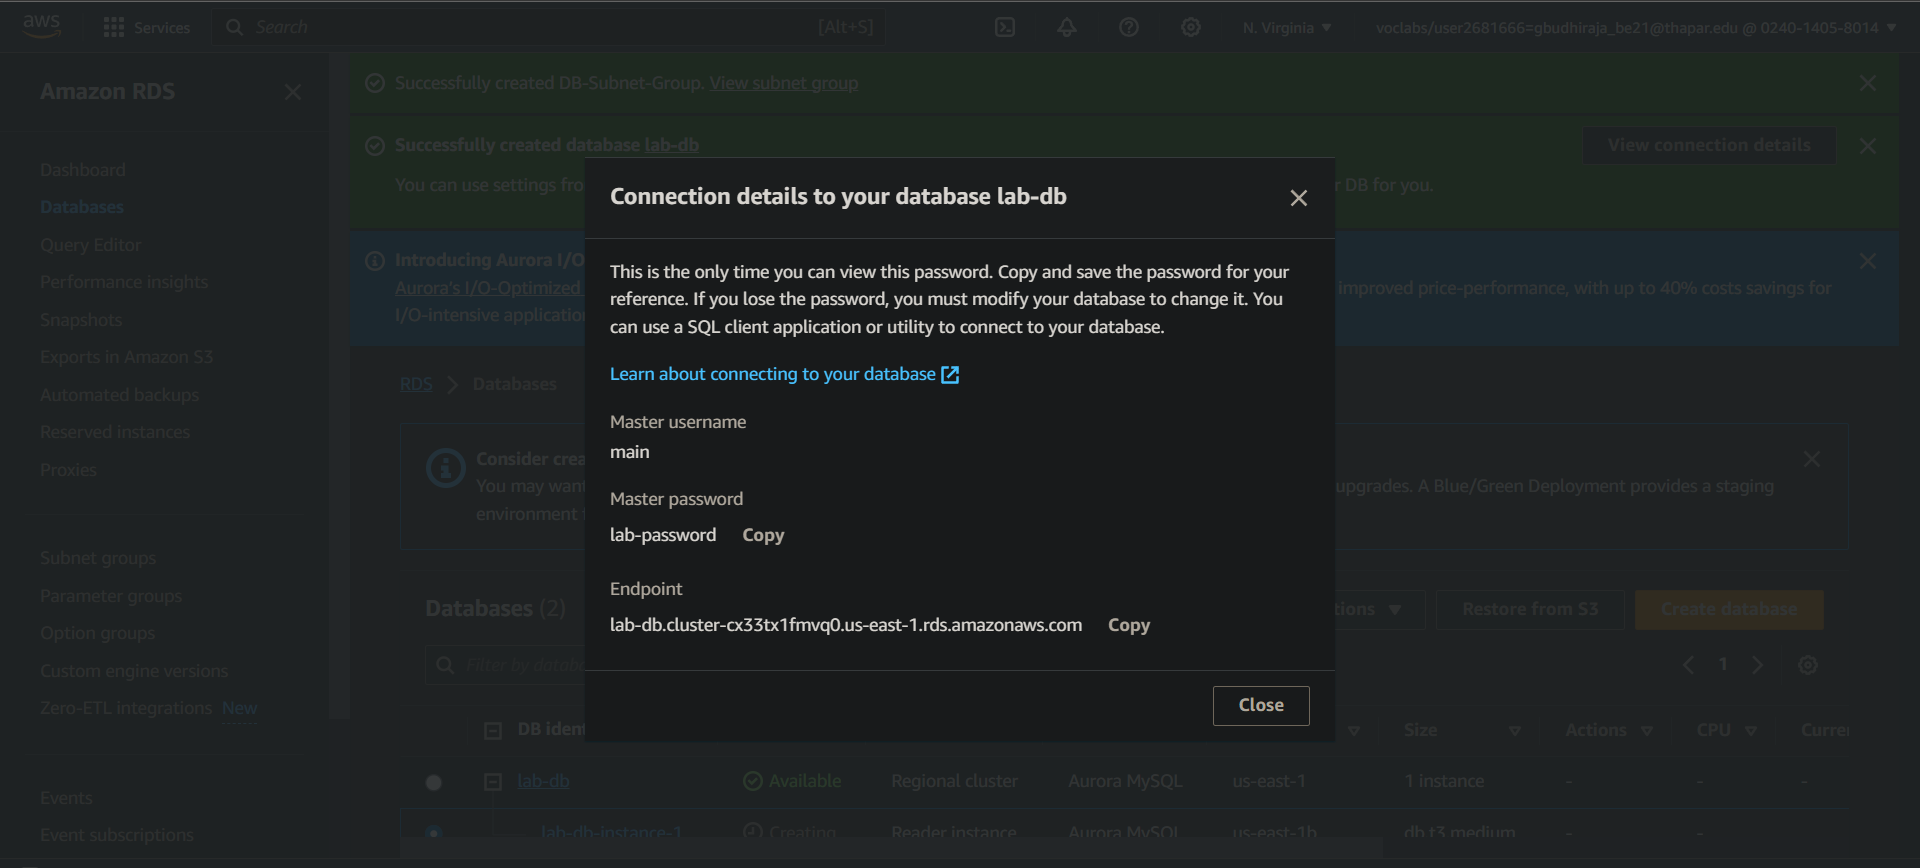 aws
Services
Search
[Alt+S]
N. Virginia
voclabs/user2681666=gbudhiraja_be21@thapar.edu @ 0240-1405-8014
Amazon RDS
Dashboard
Databases
Query Editor
Performance insights
Snapshots
Exports in Amazon S3
Automated backups
Reserved instances
Proxies
Subnet groups
Parameter groups
Option groups
Custom engine versions
Zero-ETL integrations New
Events
Event subscriptions
Successfully created DB-Subnet-Group. View subnet group
Successfully created database lab-db
View connection details
You can use settings
DB for you.
Introducing Aurora I/O
Aurora's I/O-Optimized
improved price-performance, with up to 40% costs savings for
I/O-intensive
RDS
Databases
Consider
You may
upgrades. A Blue/Green Deployment provides a staging
environment
Connection details to your database lab-db
This is the only time you can view this password. Copy and save the password for your
reference. If you lose the password, you must modify your database to change it. You
can use a SQL client application or utility to connect to your database.
Learn about connecting to your database
Master username
main
Master password
lab-password Copy
Endpoint
lab-db.cluster-cx33tx1fmvq0.us-east-1.rds.amazonaws.com Copy
Close
Databases (2)
Restore from S3
Create database
Filter by
1
DB
Size
Actions
CPU
lab-db
Available
Regional cluster
Aurora MySQL
us-east-1
1 instance
-
-
-
lab-db-instance-1
Creating
Reader instance
Aurora MySQL
us-east-1b
db.t3.medium
-
-